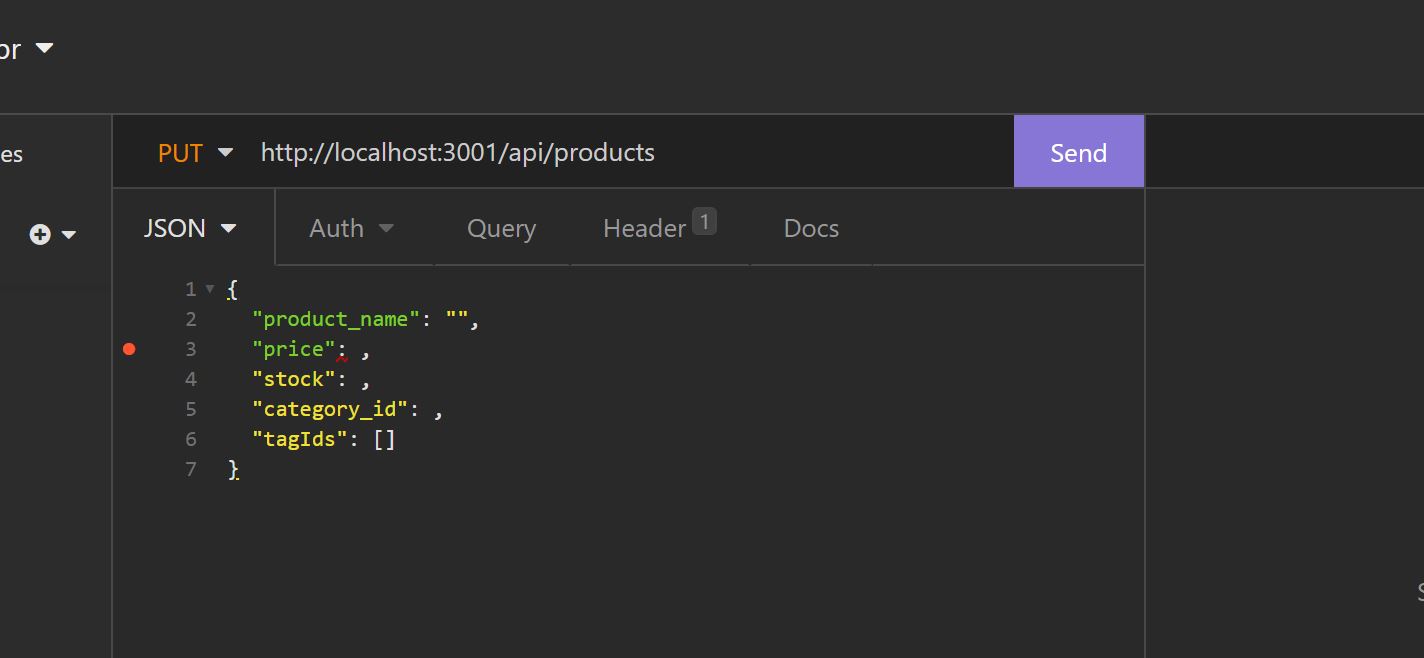 or
es
PUT http://localhost:3001/api/products Send
JSON Auth Query Header 1 Docs
1 {
2 "product_name": "",
3 "price": ,
4 "stock": ,
5 "category_id": ,
6 "tagIds": []
7 }